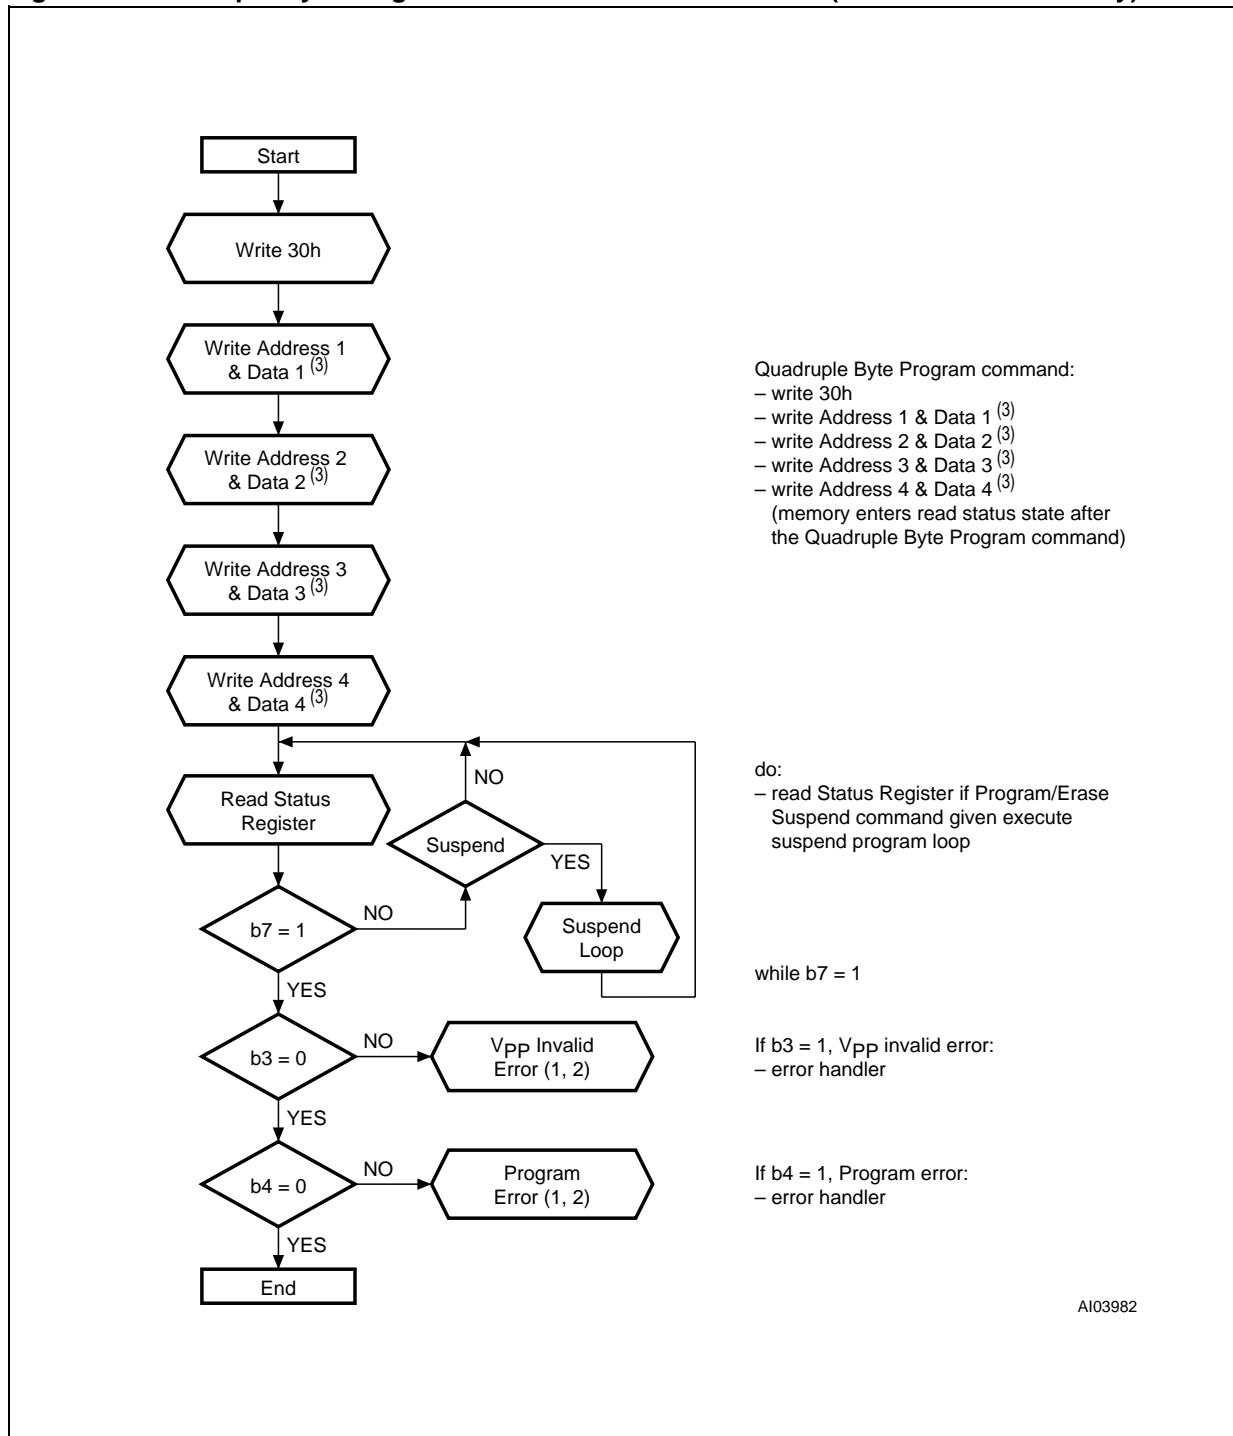 Start
Write 30h
Write Address 1
& Data 1 (3)
Write Address 2
& Data 2 (3)
Write Address 3
& Data 3 (3)
Write Address 4
& Data 4 (3)
Quadruple Byte Program command:
– write 30h
– write Address 1 & Data 1 (3)
– write Address 2 & Data 2 (3)
– write Address 3 & Data 3 (3)
– write Address 4 & Data 4 (3)
(memory enters read status state after
the Quadruple Byte Program command)
Read Status
Register
NO
Suspend
YES
Suspend
Loop
do:
– read Status Register if Program/Erase
Suspend command given execute
suspend program loop
b7 = 1
NO
YES
while b7 = 1
b3 = 0
NO
VPP Invalid
Error (1, 2)
If b3 = 1, VPP invalid error:
– error handler
YES
b4 = 0
NO
Program
Error (1, 2)
If b4 = 1, Program error:
– error handler
YES
End
AI03982